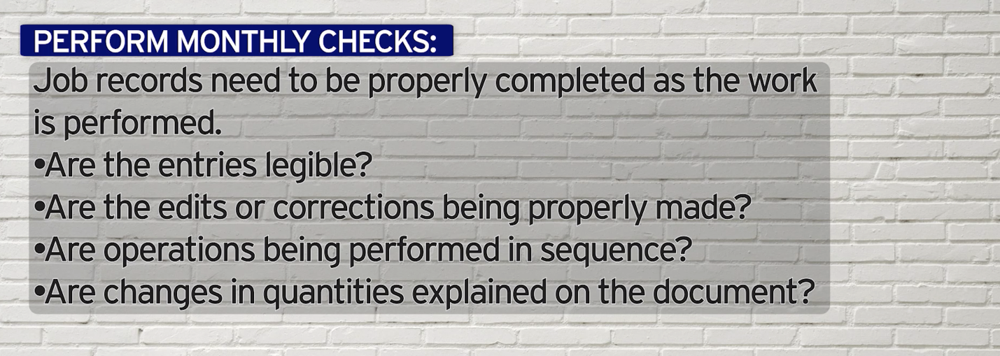 PERFORM MONTHLY CHECKS:
Job records need to be properly completed as the work
is performed.
•Are the entries legible?
•Are the edits or corrections being properly made?
•Are operations being performed in sequence?
•Are changes in quantities explained on the document?